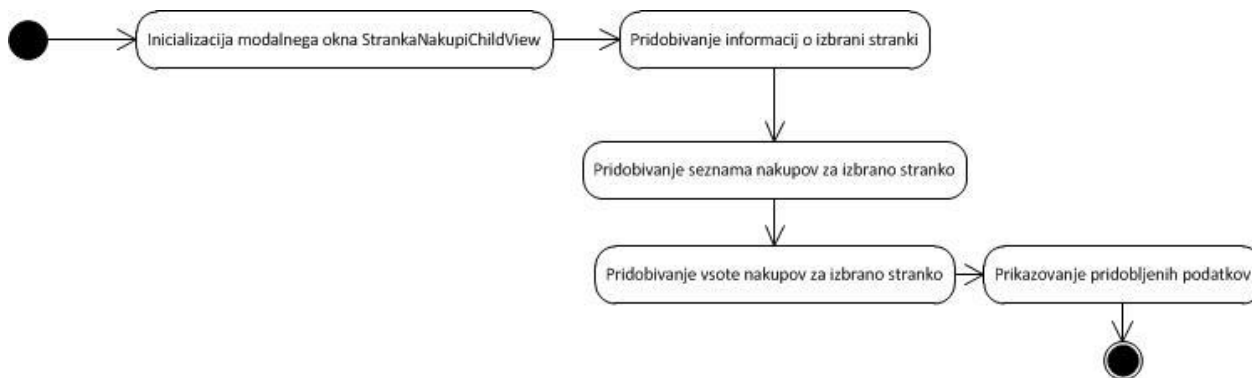 Inicializacija modalnega okna StrankaNakupiChildView
Pridobivanje informacij o izbrani stranki
Pridobivanje seznama nakupov za izbrano stranko
Pridobivanje vsote nakupov za izbrano stranko
Prikazovanje pridobljenih podatkov